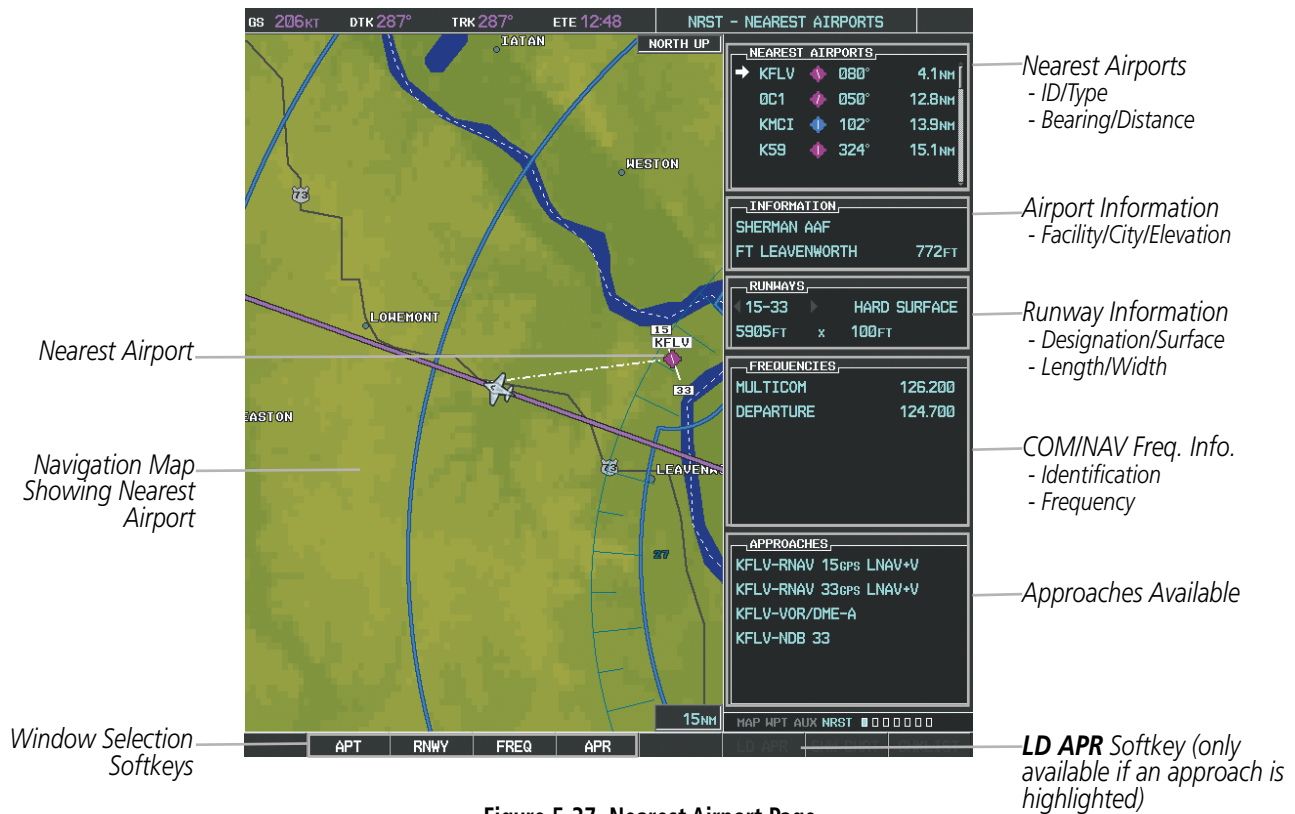 GS 206KT DTK 287° TRK 287° ETE 12:48 NRST - NEAREST AIRPORTS
IATAN
NORTH UP
73
WESTON
LOWEMONT
15
KFLV
33
EASTON
73
LEAVENW
27
15NM
NEAREST AIRPORTS
KFLV 080° 4.1NM
0C1 050° 12.8NM
KMCI 102° 13.9NM
K59 324° 15.1NM
INFORMATION
SHERMAN AAF
FT LEAVENWORTH 772FT
RUNWAYS
15-33 HARD SURFACE
5905FT x 100FT
FREQUENCIES
MULTICOM 126.200
DEPARTURE 124.700
APPROACHES
KFLV-RNAV 15GPS LNAV+V
KFLV-RNAV 33GPS LNAV+V
KFLV-VOR/DME-A
KFLV-NDB 33
MAP WPT AUX NRST
APT RNWY FREQ APR LD APR
Nearest Airport
Navigation Map
Showing Nearest
Airport
Window Selection
Softkeys
Nearest Airports
- ID/Type
- Bearing/Distance
Airport Information
- Facility/City/Elevation
Runway Information
- Designation/Surface
- Length/Width
COM/NAV Freq. Info.
- Identification
- Frequency
Approaches Available
LD APR Softkey (only
available if an approach is
highlighted)